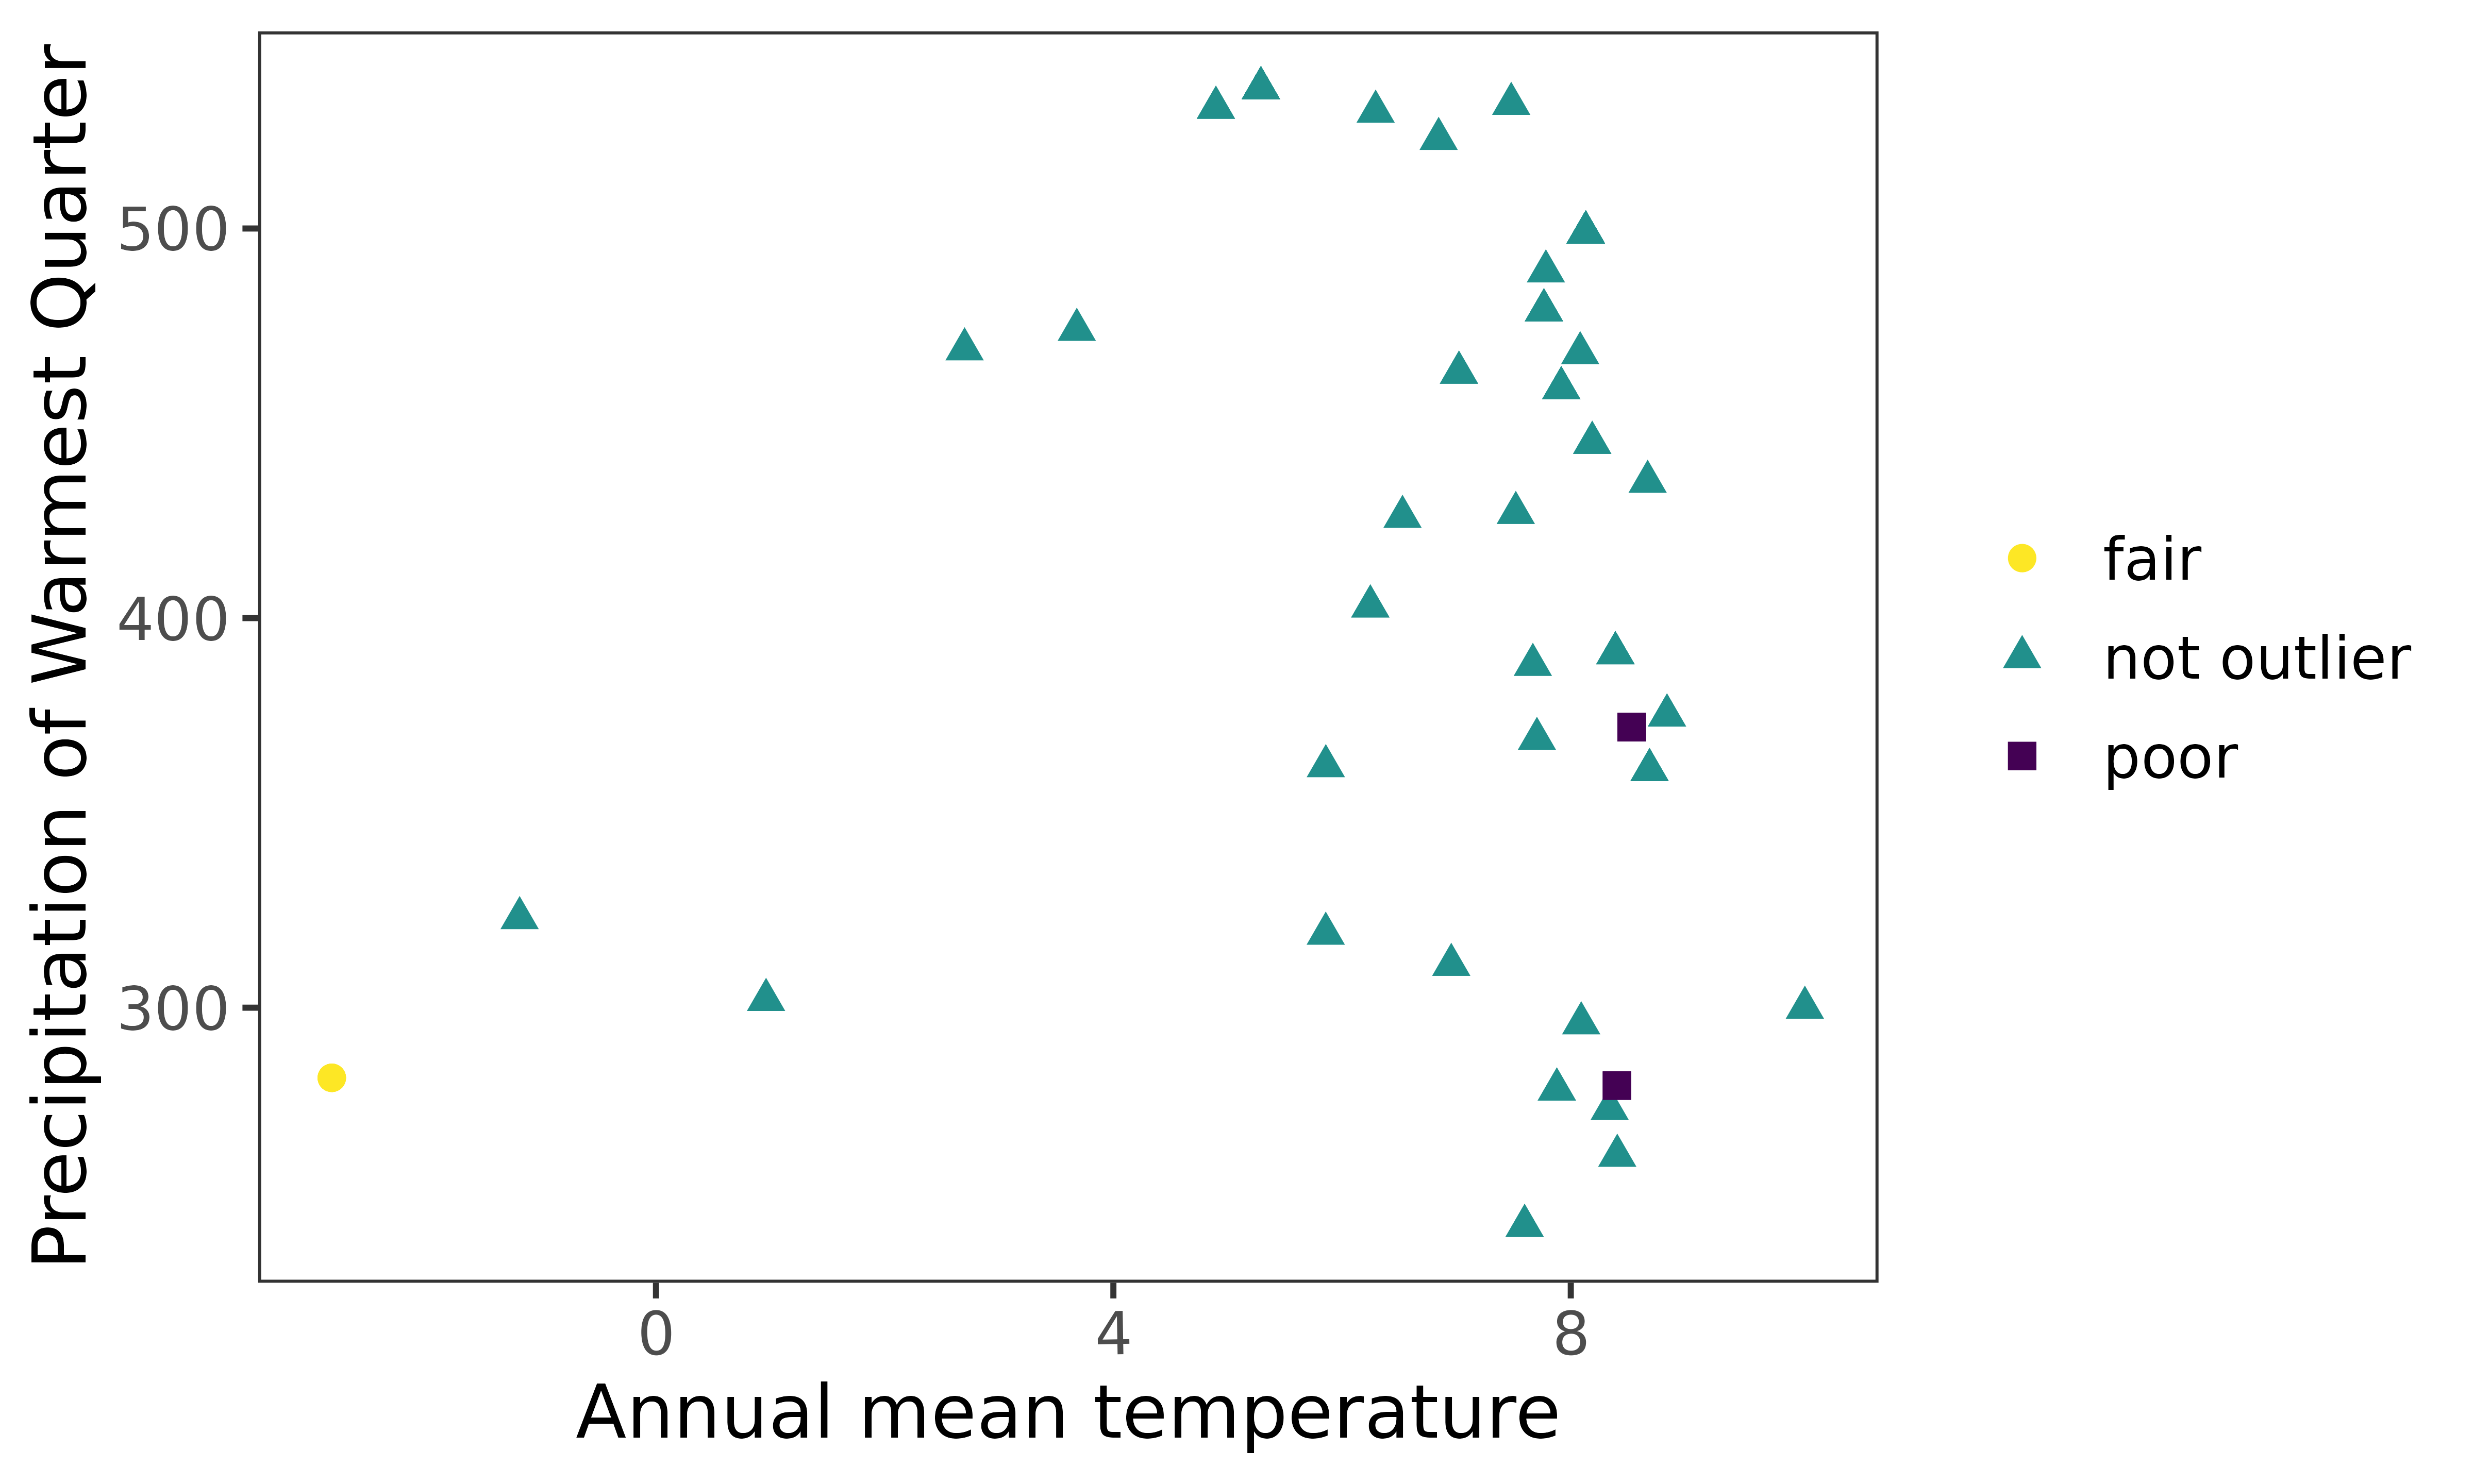 Precipitation of Warmest Quarter
500
400
300
0
4
8
Annual mean temperature
fair
not outlier
poor